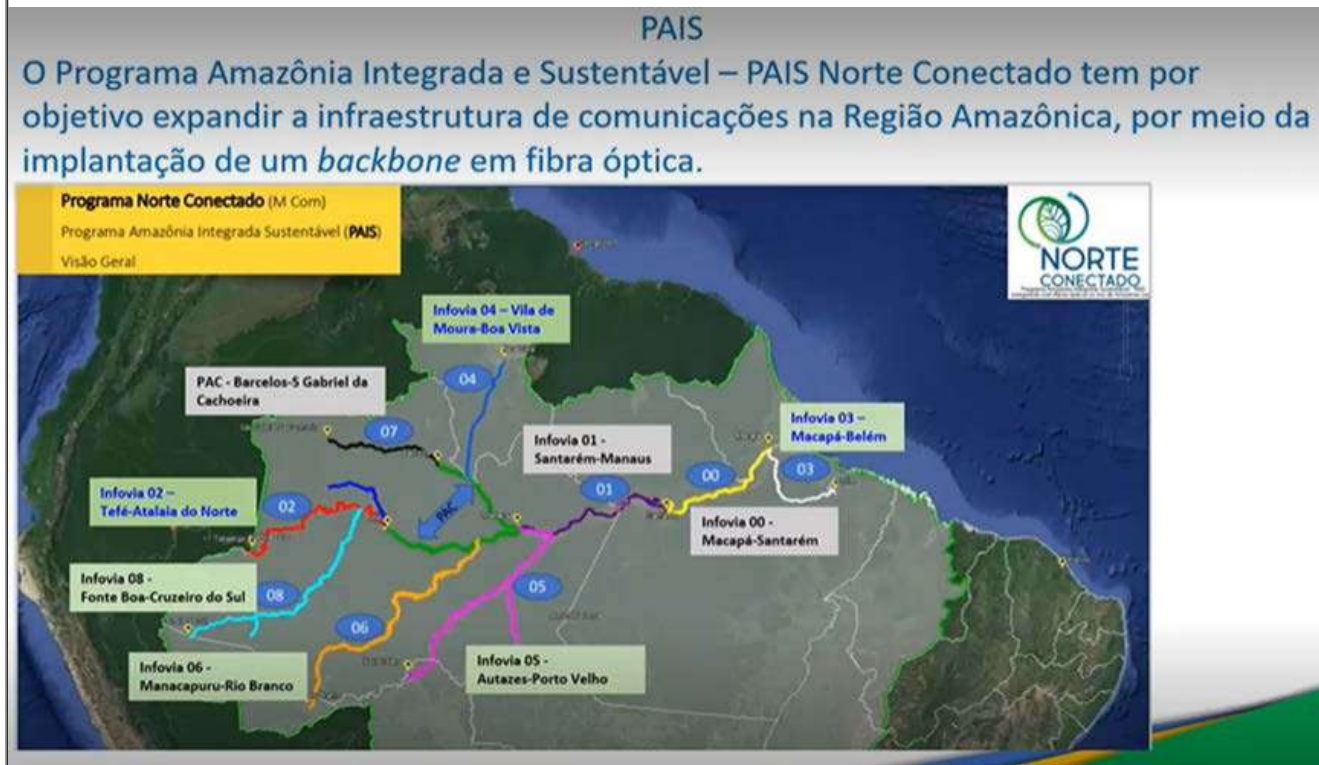 PAIS
O Programa Amazônia Integrada e Sustentável – PAIS Norte Conectado tem por
objetivo expandir a infraestrutura de comunicações na Região Amazônica, por meio da
implantação de um backbone em fibra óptica.
Programa Norte Conectado (M Com)
Programa Amazônia Integrada Sustentável (PAIS)
Visão Geral
NORTE
CONECTADO
Infovia 04 – Vila de
Moura-Boa Vista
04
PAC - Barcelos-S Gabriel da
Cachoeira
07
Infovia 03 –
Macapá-Belém
03
Infovia 01 -
Santarém-Manaus
01
00
Infovia 00 -
Macapá-Santarém
Infovia 02 –
Tefé-Atalaia do Norte
02
PAC
Infovia 08 -
Fonte Boa-Cruzeiro do Sul
08
05
06
Infovia 06 -
Manacapuru-Rio Branco
Infovia 05 -
Autazes-Porto Velho